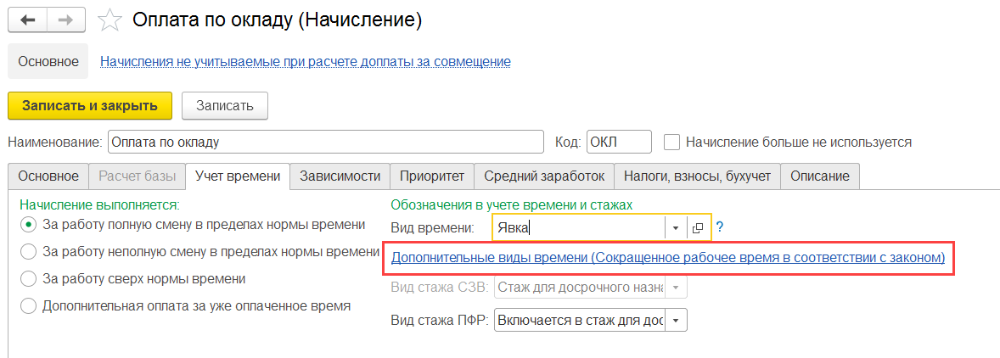 Оплата по окладу (Начисление)
Основное Начисления не учитываемые при расчете доплаты за совмещение
Записать и закрыть Записать
Наименование: Оплата по окладу Код: ОКЛ Начисление больше не используется
Основное Расчет базы Учет времени Зависимости Приоритет Средний заработок Налоги, взносы, бухучет Описание
Начисление выполняется: Обозначения в учете времени и стажах
За работу полную смену в пределах нормы времени Вид времени: Явка ?
За работу неполную смену в пределах нормы времени Дополнительные виды времени (Сокращенное рабочее время в соответствии с законом)
За работу сверх нормы времени Вид стажа СЗВ: Стаж для досрочного назна
Дополнительная оплата за уже оплаченное время Вид стажа ПФР: Включается в стаж для дос